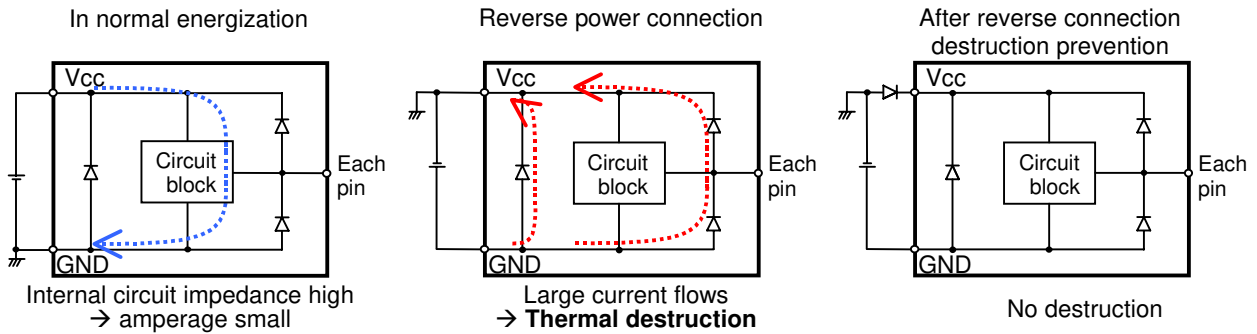 In normal energization
Vcc
Circuit
block
Each
pin
GND
Internal circuit impedance high
→ amperage small
Reverse power connection
Vcc
Circuit
block
Each
pin
GND
Large current flows
→ Thermal destruction
After reverse connection
destruction prevention
Vcc
Circuit
block
Each
pin
GND
No destruction